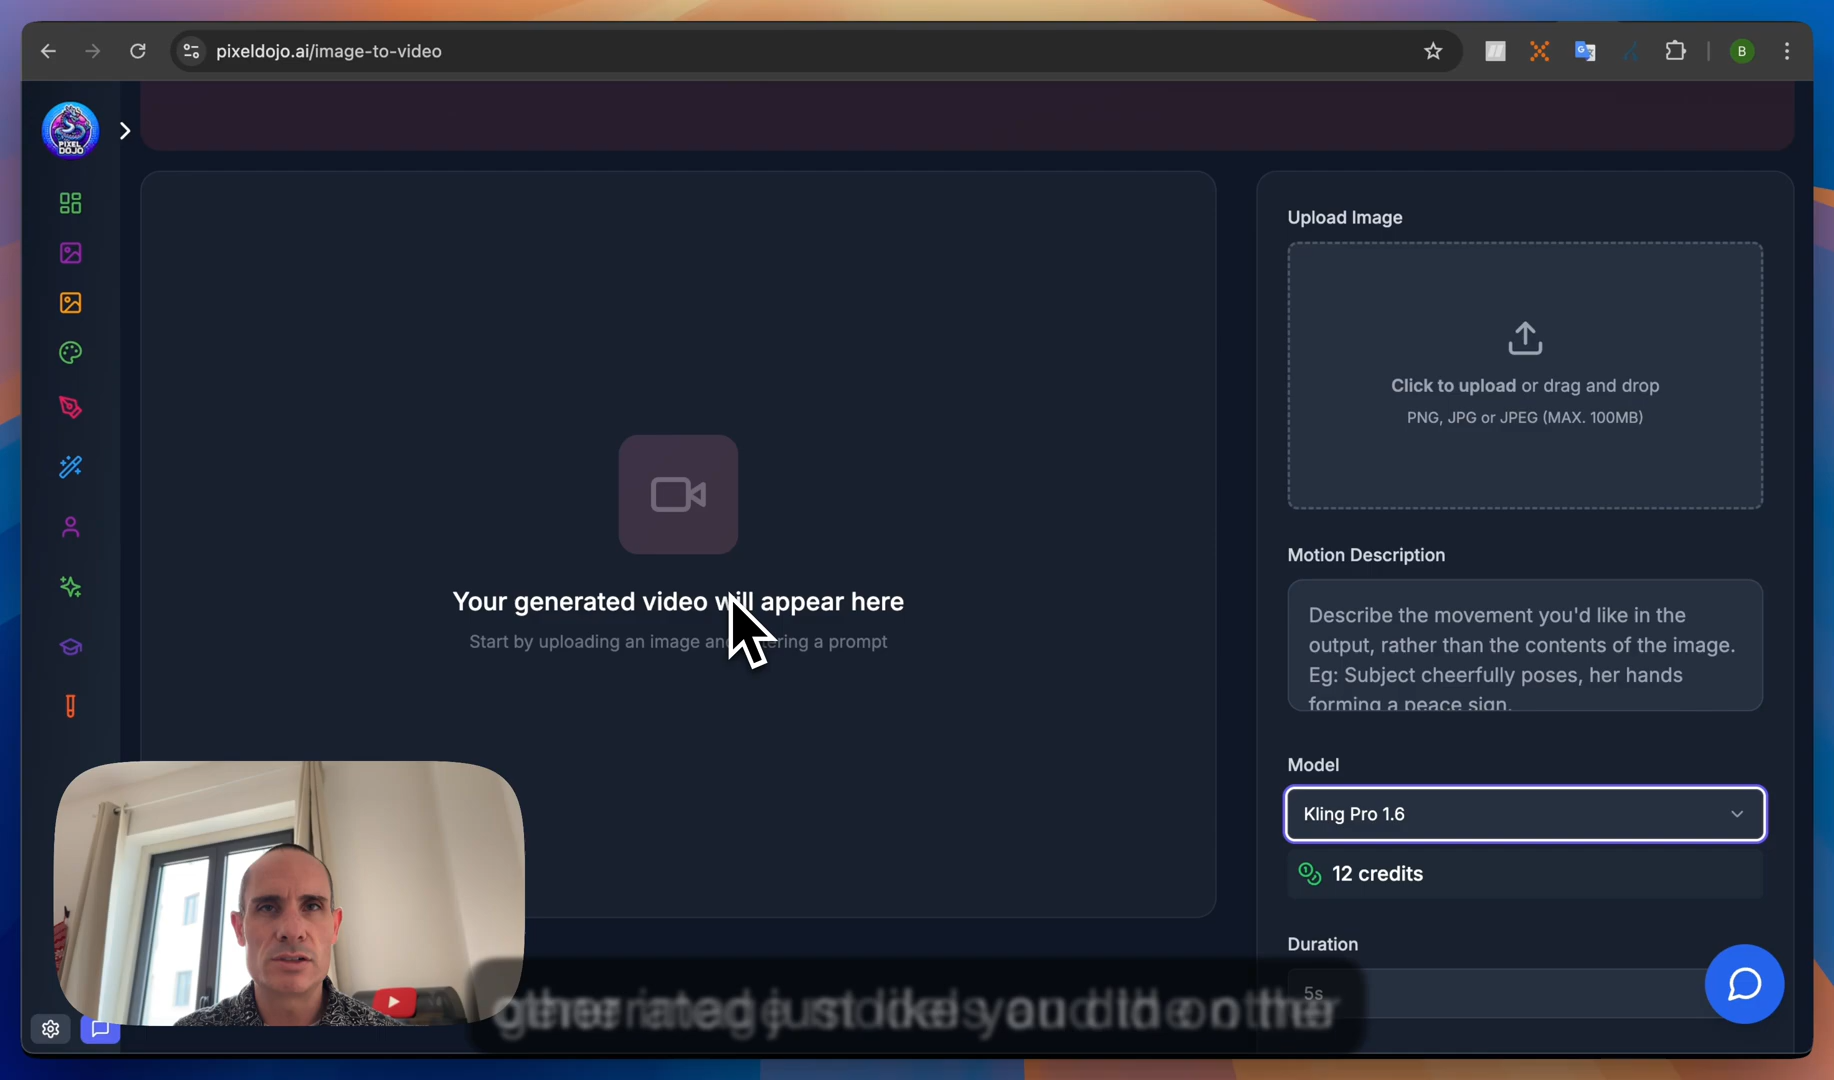 pixeldojo.ai/image-to-video
B
PIXEL
DOJO
Upload Image
Click to upload or drag and drop
PNG, JPG or JPEG (MAX. 100MB)
Your generated video will appear here
Start by uploading an image and entering a prompt
Motion Description
Describe the movement you'd like in the
output, rather than the contents of the image.
Eg: Subject cheerfully poses, her hands
forming a peace sign.
Model
Kling Pro 1.6
12 credits
Duration
5s